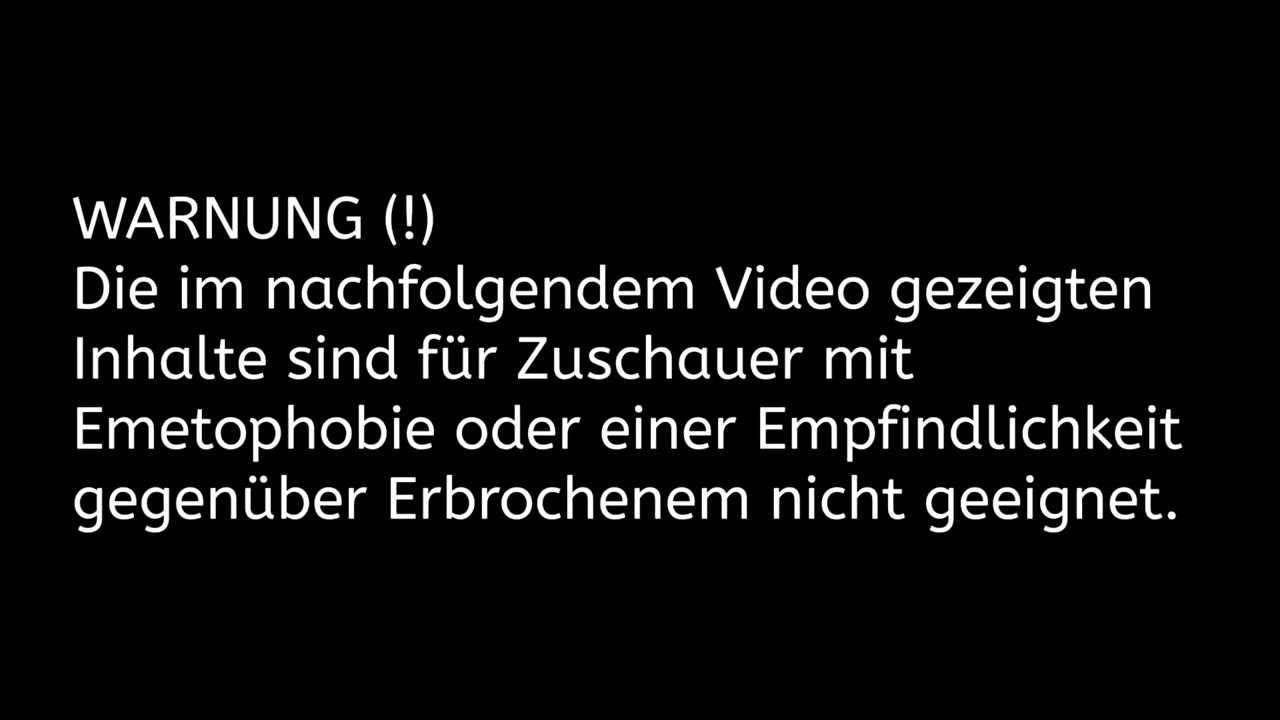 WARNUNG (!)
Die im nachfolgendem Video gezeigten
Inhalte sind für Zuschauer mit
Emetophobie oder einer Empfindlichkeit
gegenüber Erbrochenem nicht geeignet.